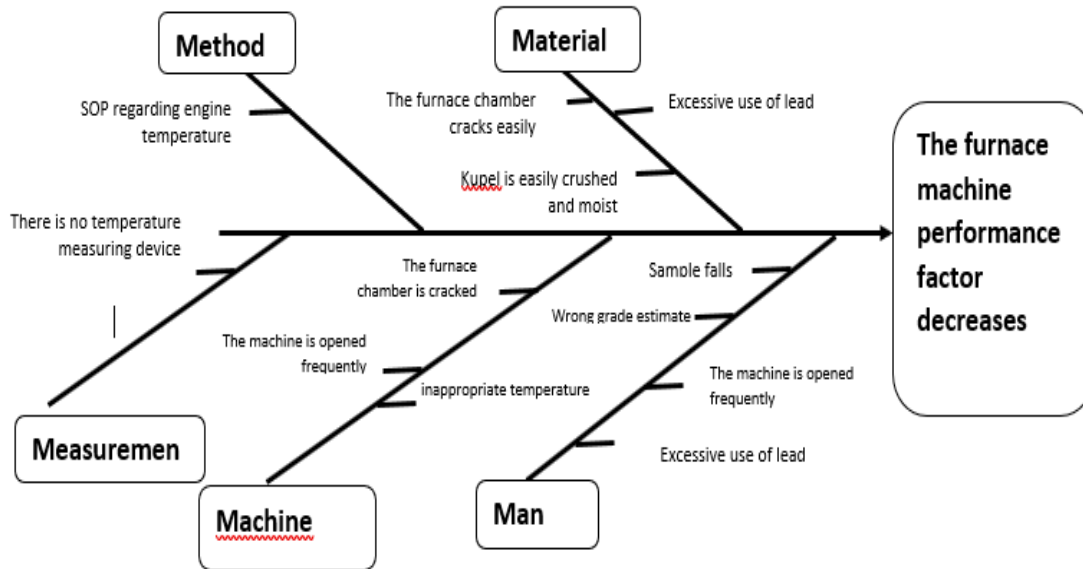 Method
Material
SOP regarding engine
temperature
The furnace chamber
cracks easily
Excessive use of lead
Kupel is easily crushed
and moist
The furnace
machine
performance
factor
decreases
There is no temperature
measuring device
The furnace
chamber is cracked
Samole falls
Wrong grade estimate
The machine is opened
frequently
inappropriate temperature
The machine is opened
frequently
Excessive use of lead
Measuremen
Machine
Man